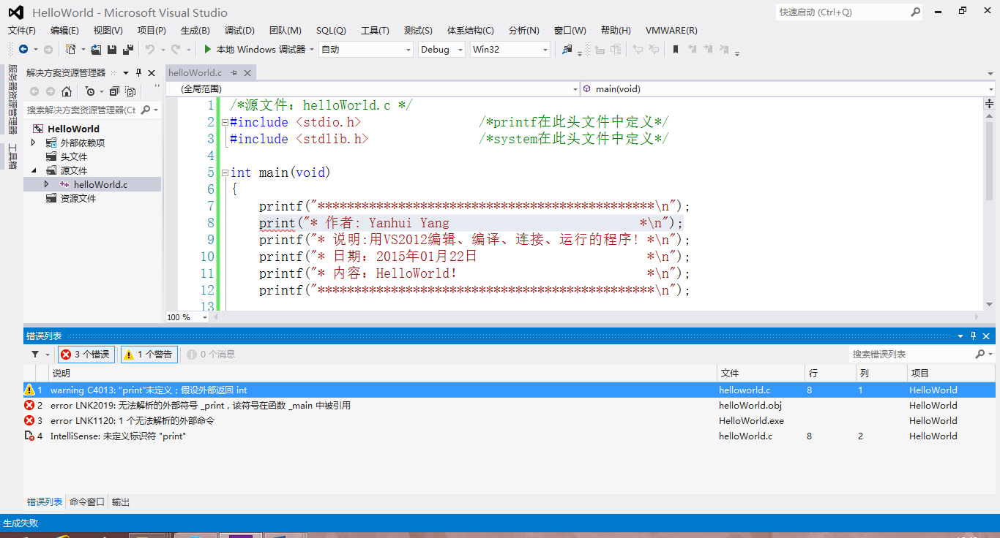 HelloWorld - Microsoft Visual Studio
快速启动 (Ctrl+Q)
文件(F) 编辑(E) 视图(V) 项目(P) 生成(B) 调试(D) 团队(M) SQL(Q) 工具(T) 测试(S) 体系结构(C) 分析(N) 窗口(W) 帮助(H) VMWARE(R)
本地 Windows 调试器 自动 Debug Win32
服务器资源管理器
工具箱
解决方案资源管理器
搜索解决方案资源管理器(Ct
HelloWorld
外部依赖项
头文件
源文件
helloWorld.c
资源文件
helloWorld.c
(全局范围) main(void)
1 /*源文件: helloWorld.c */
2 #include <stdio.h> /*printf在此头文件中定义*/
3 #include <stdlib.h> /*system在此头文件中定义*/
4
5 int main(void)
6 {
7 printf("**********************************************\n");
8 print("* 作者: Yanhui Yang *\n");
9 printf("* 说明:用VS2012编辑、编译、连接、运行的程序! *\n");
10 printf("* 日期: 2015年01月22日 *\n");
11 printf("* 内容: HelloWorld! *\n");
12 printf("**********************************************\n");
13
100 %
错误列表
3 个错误 1 个警告 0 个消息 搜索错误列表
说明 文件 行 列 项目
1 warning C4013: “print”未定义；假设外部返回 int helloworld.c 8 1 HelloWorld
2 error LNK2019: 无法解析的外部符号 _print，该符号在函数 _main 中被引用 helloWorld.obj HelloWorld
3 error LNK1120: 1 个无法解析的外部命令 HelloWorld.exe HelloWorld
4 IntelliSense: 未定义标识符 "print" helloWorld.c 8 2 HelloWorld
错误列表 命令窗口 输出
生成失败